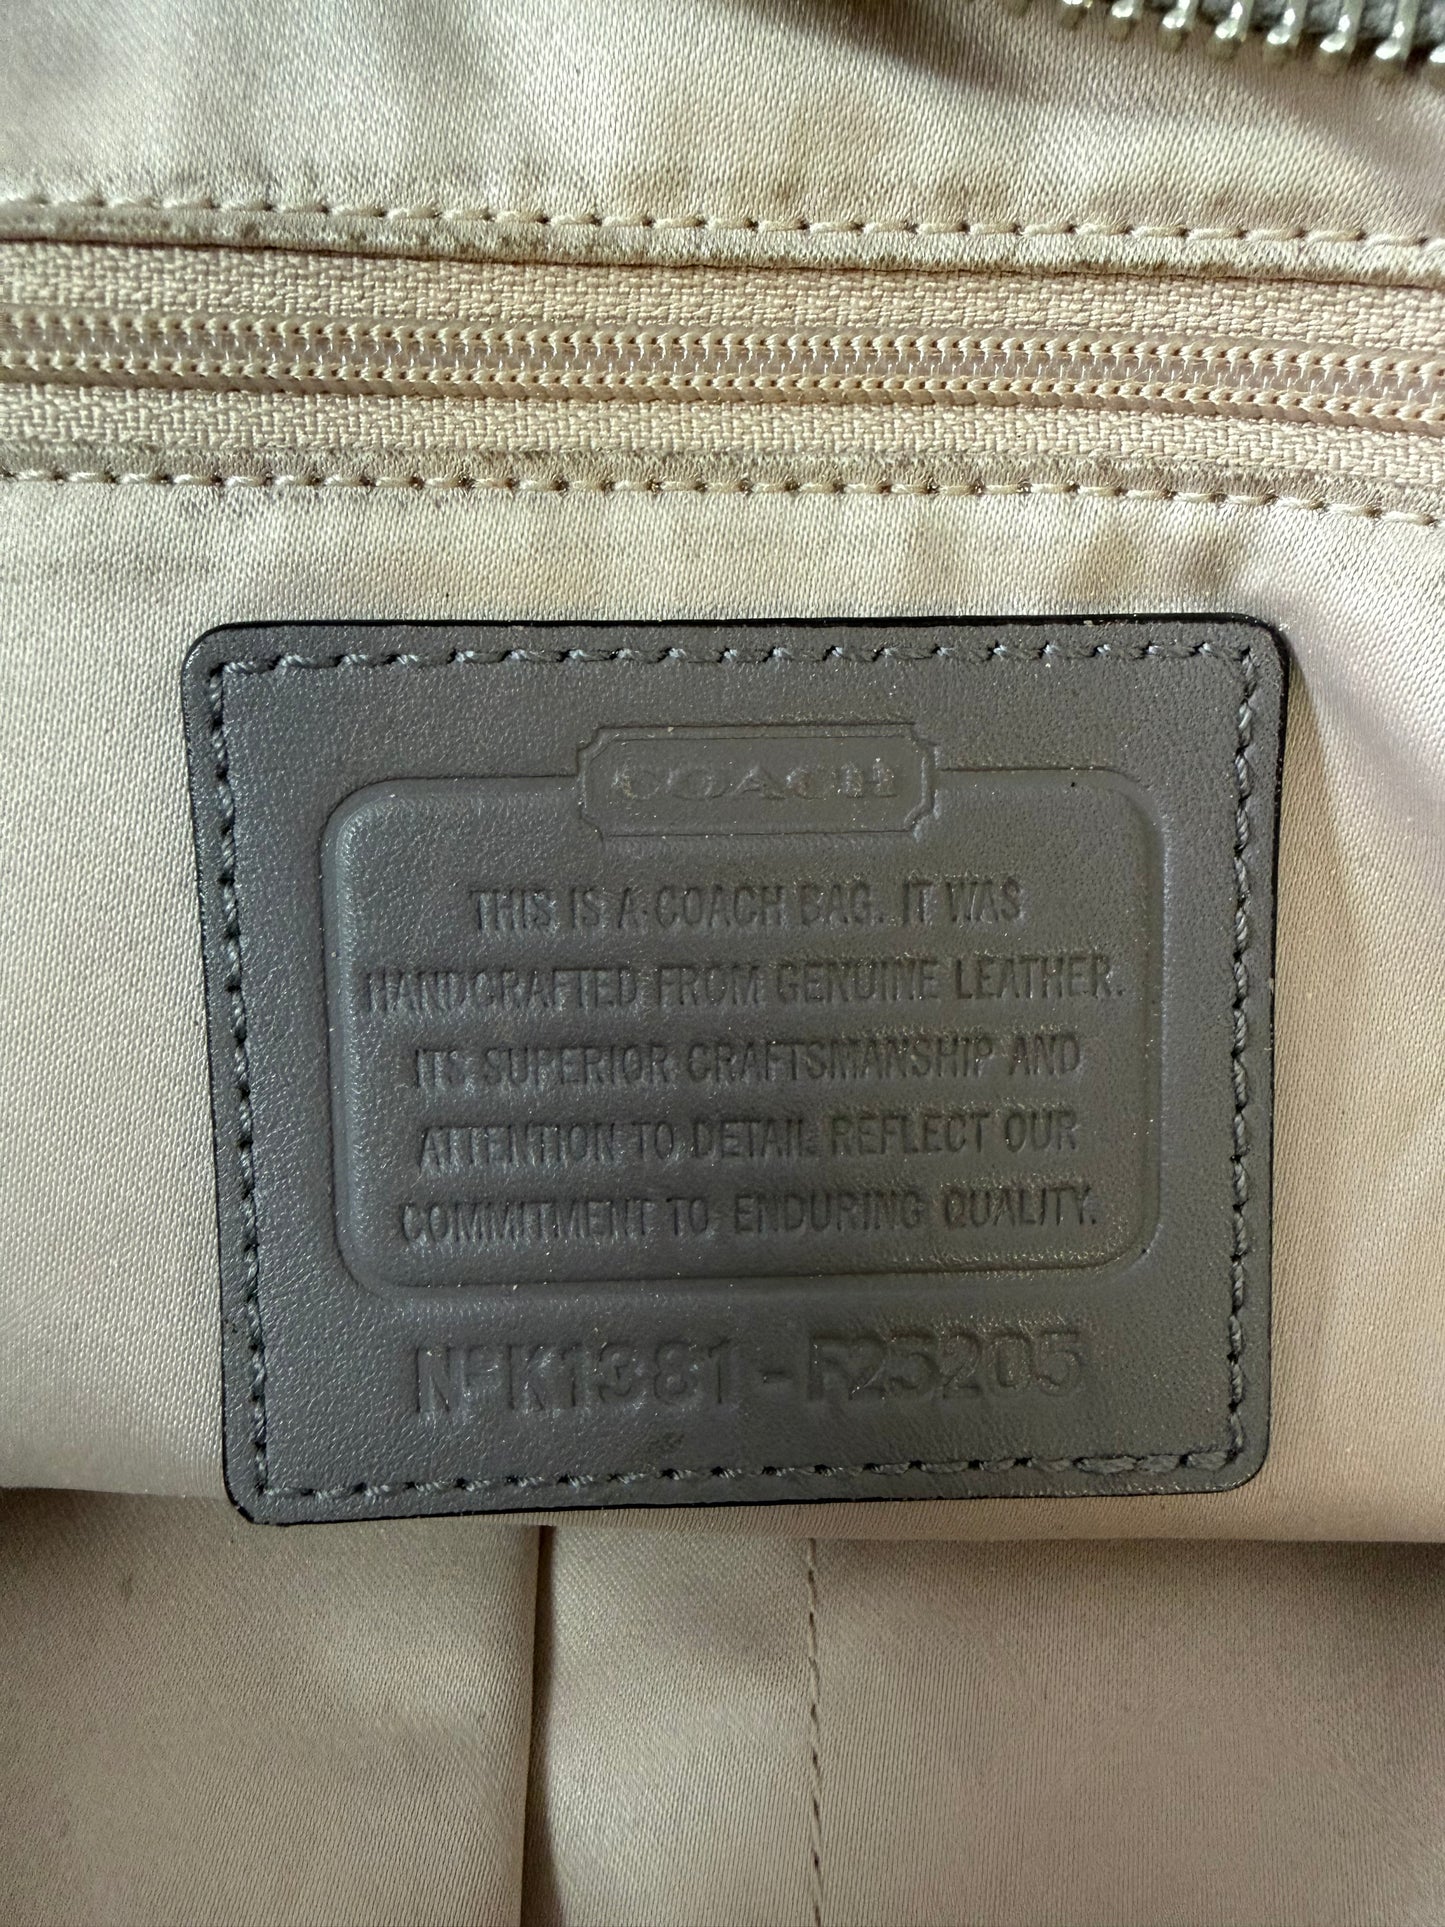 COACH
THIS IS A COACH BAG. IT WAS
HANDCRAFTED FROM GENUINE LEATHER.
ITS SUPERIOR CRAFTSMANSHIP AND
ATTENTION TO DETAIL REFLECT OUR
COMMITMENT TO ENDURING QUALITY.
Nº K1381-F25205